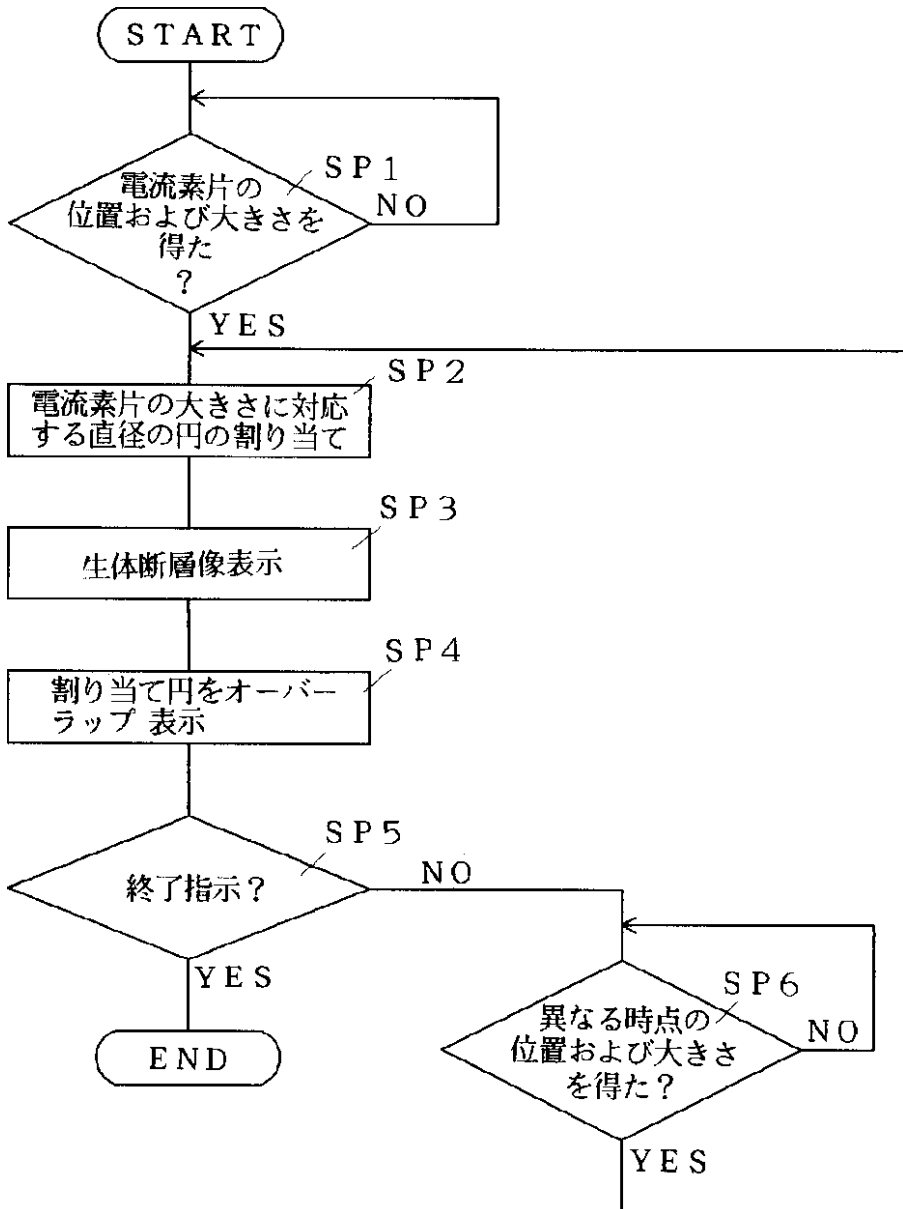 START
SP1
電流素片の
位置および大きさを
得た
?
NO
YES
SP2
電流素片の大きさに対応
する直径の円の割り当て
SP3
生体断層像表示
SP4
割り当て円をオーバー
ラップ 表示
SP5
終了指示?
NO
YES
END
SP6
異なる時点の
位置および大きさ
を得た?
NO
YES